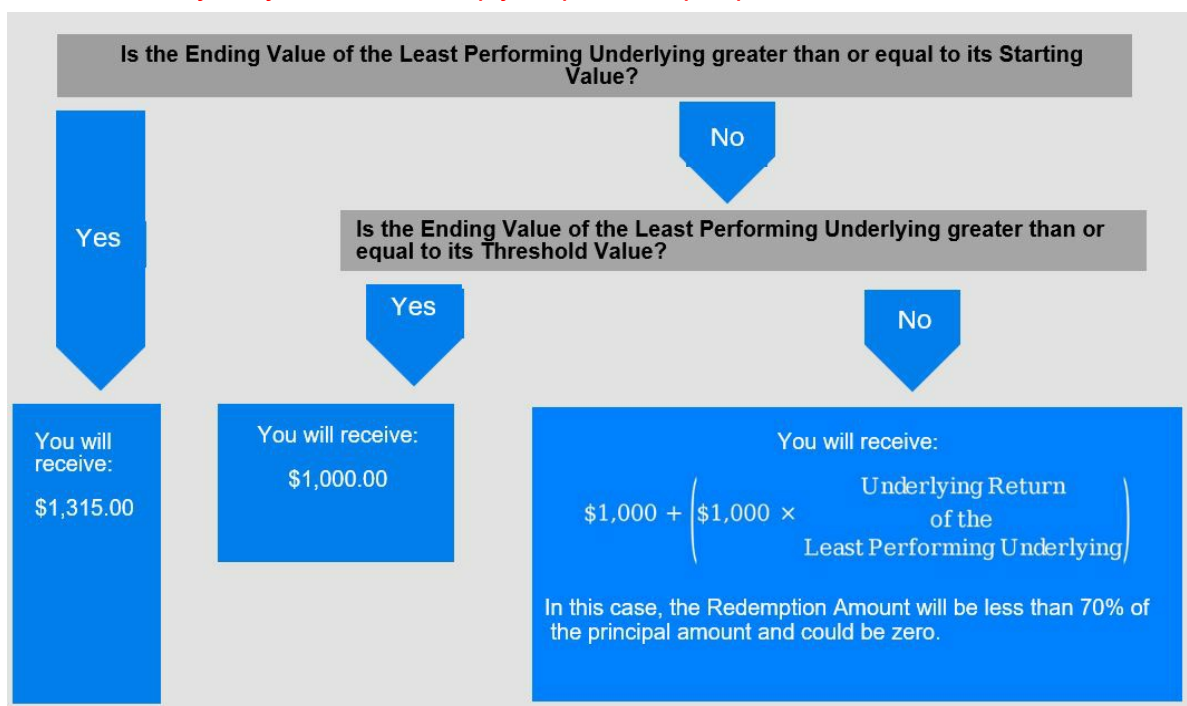 Is the Ending Value of the Least Performing Underlying greater than or equal to its Starting
Value?
No
Yes
Is the Ending Value of the Least Performing Underlying greater than or
equal to its Threshold Value?
Yes
No
You will
receive:
$1,315.00
You will receive:
$1,000.00
You will receive:
$1,000 + ($1,000 × Underlying Return
of the
Least Performing Underlying)
In this case, the Redemption Amount will be less than 70% of
the principal amount and could be zero.